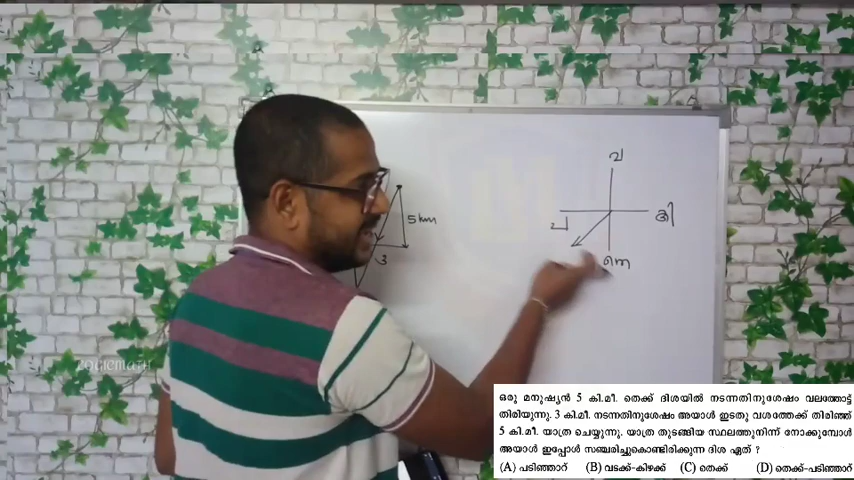 വ
പ
കി
തെ
5 km
3
LOGICMATH
ഒരു മനുഷ്യൻ 5 കി.മീ. തെക്ക് ദിശയിൽ നടന്നതിനുശേഷം വലത്തോട്ട്
തിരിയുന്നു. 3 കി.മീ. നടന്നതിനുശേഷം അയാൾ ഇടതു വശത്തേക്ക് തിരിഞ്ഞ്
5 കി.മീ. യാത്ര ചെയ്യുന്നു. യാത്ര തുടങ്ങിയ സ്ഥലത്തുനിന്ന് നോക്കുമ്പോൾ
അയാൾ ഇപ്പോൾ സഞ്ചരിച്ചുകൊണ്ടിരിക്കുന്ന ദിശ ഏത് ?
(A) പടിഞ്ഞാറ് (B) വടക്ക്-കിഴക്ക് (C) തെക്ക് (D) തെക്ക്-പടിഞ്ഞാറ്